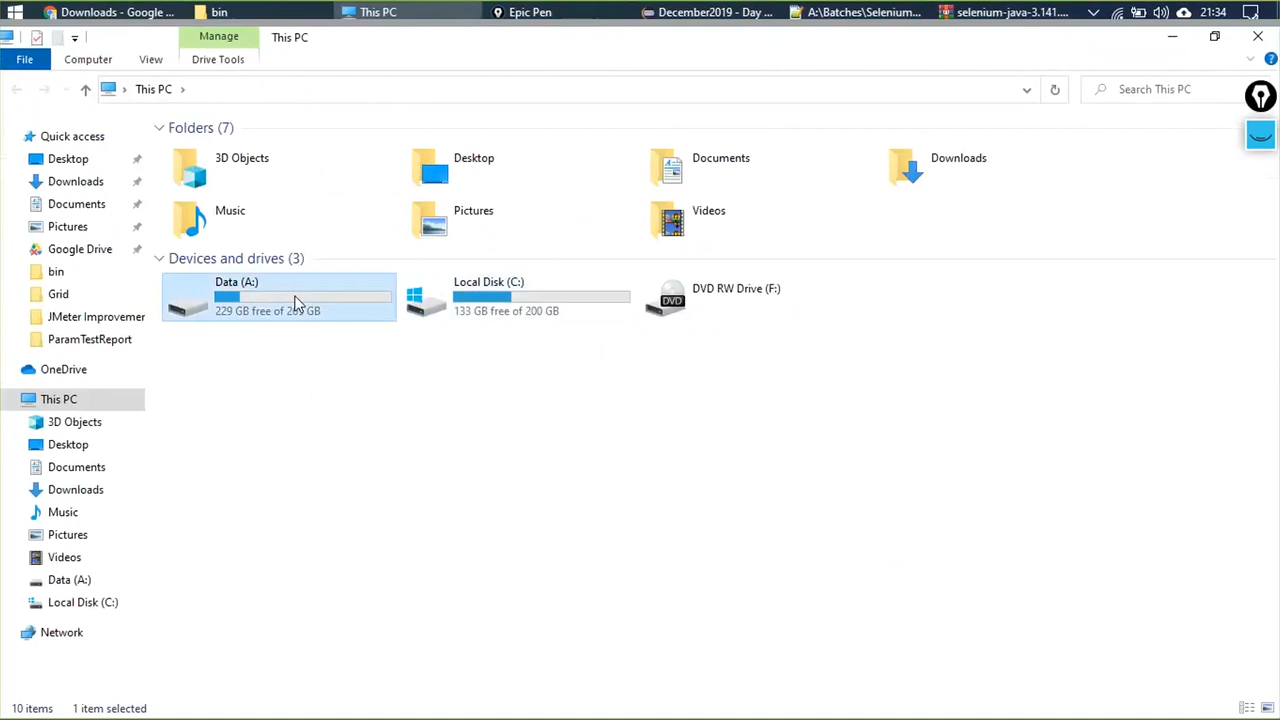 Downloads - Google ...
bin
This PC
Epic Pen
December2019 - Day ...
A:\Batches\Selenium...
selenium-java-3.141....
21:34
Manage
This PC
File
Computer
View
Drive Tools
This PC
Search This PC
Quick access
Desktop
Downloads
Documents
Pictures
Google Drive
bin
Grid
JMeter Improvemer
ParamTestReport
OneDrive
This PC
3D Objects
Desktop
Documents
Downloads
Music
Pictures
Videos
Data (A:)
Local Disk (C:)
Network
Folders (7)
3D Objects
Desktop
Documents
Downloads
Music
Pictures
Videos
Devices and drives (3)
Data (A:)
229 GB free of GB
Local Disk (C:)
133 GB free of 200 GB
DVD RW Drive (F:)
DVD
10 items
1 item selected